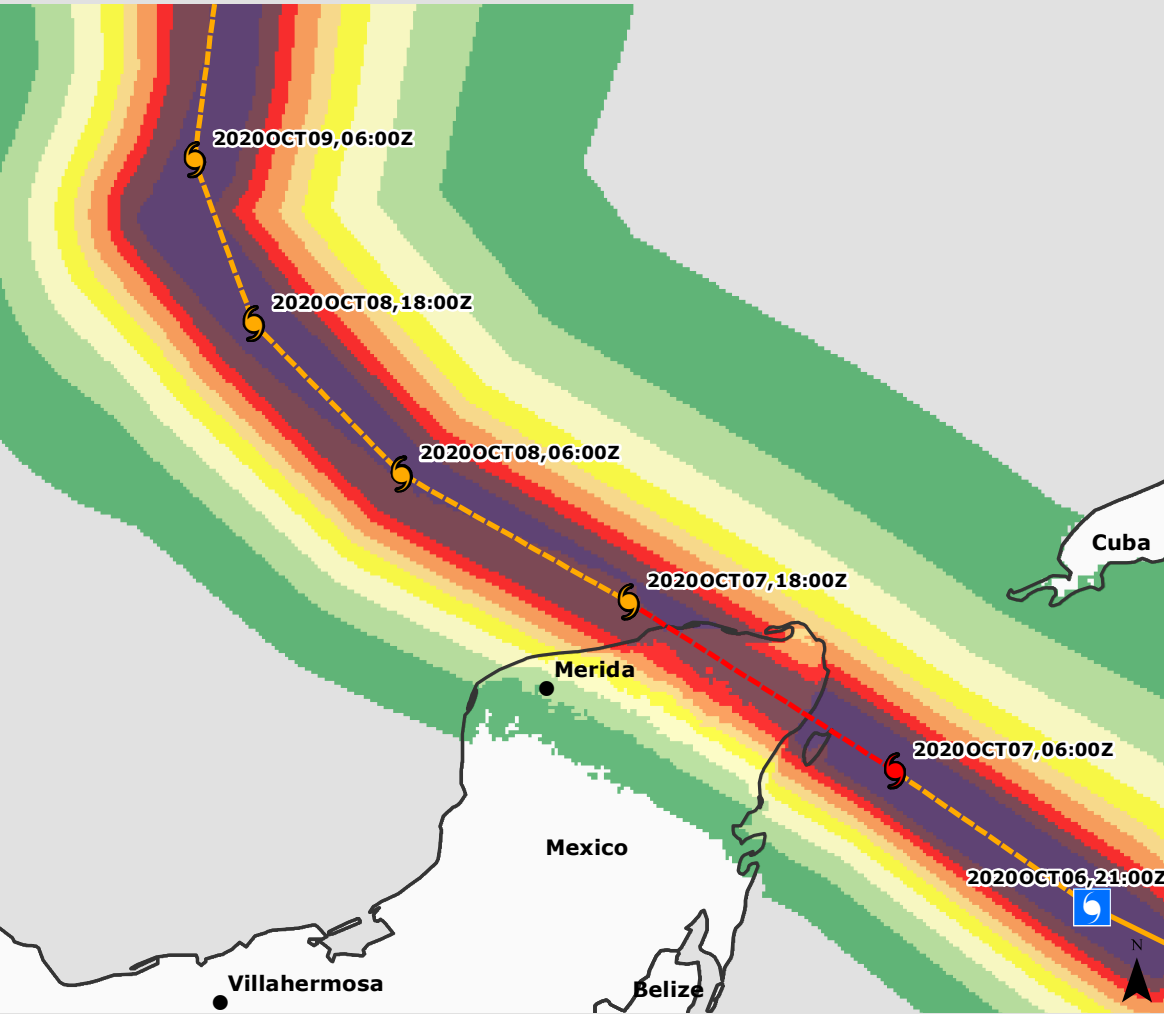 2020OCT09,06:00Z
2020OCT08,18:00Z
2020OCT08,06:00Z
Cuba
2020OCT07,18:00Z
Merida
2020OCT07,06:00Z
Mexico
2020OCT06,21:00Z
N
Villahermosa
Belize